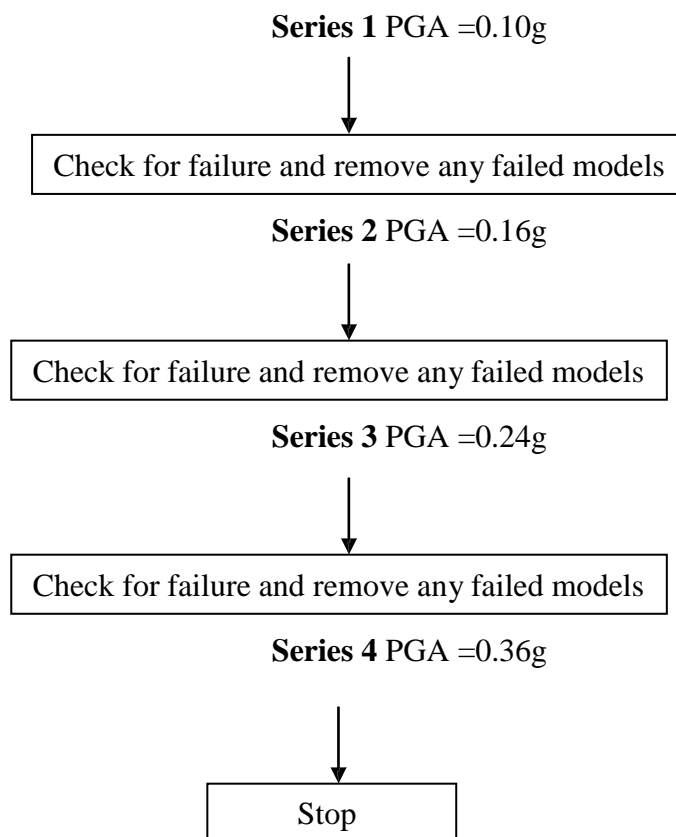 Series 1 PGA =0.10g
Check for failure and remove any failed models
Series 2 PGA =0.16g
Check for failure and remove any failed models
Series 3 PGA =0.24g
Check for failure and remove any failed models
Series 4 PGA =0.36g
Stop